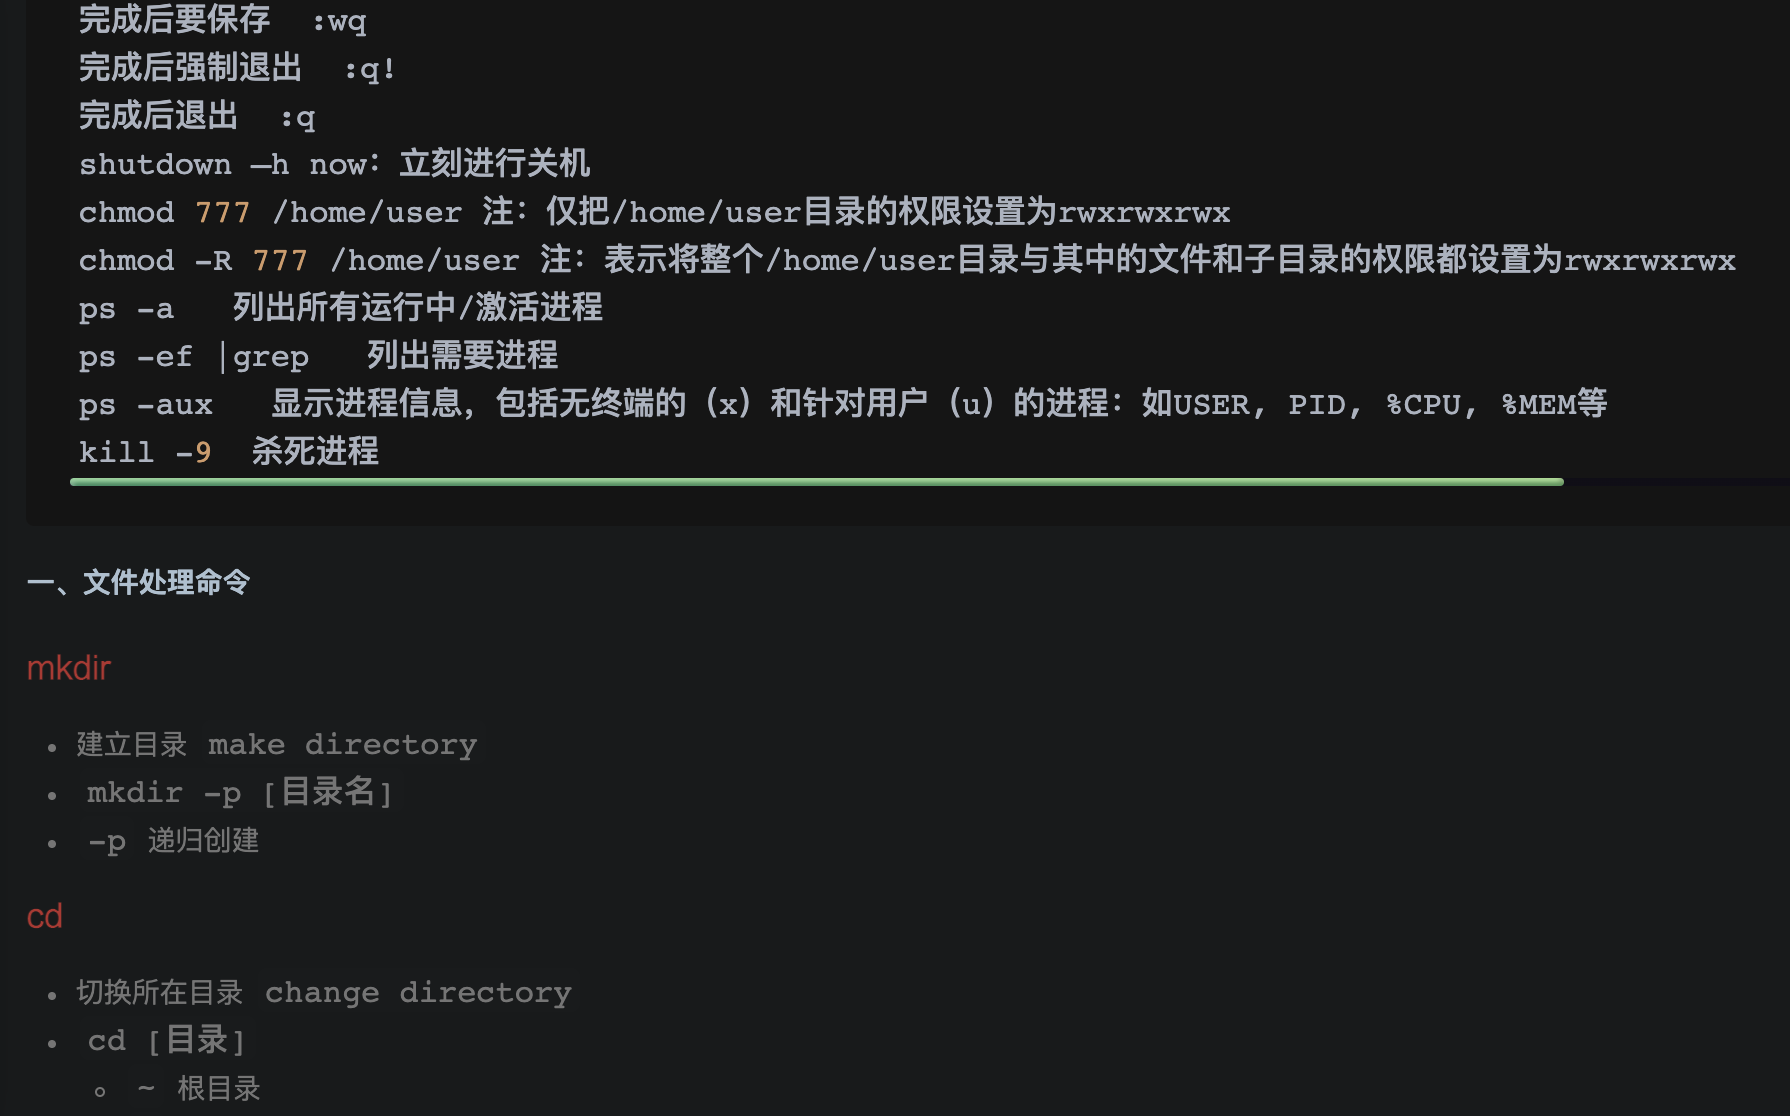 完成后要保存  :wq
完成后强制退出  :q!
完成后退出  :q
shutdown –h now：立刻进行关机
chmod 777 /home/user 注：仅把/home/user目录的权限设置为rwxrwxrwx
chmod -R 777 /home/user 注：表示将整个/home/user目录与其中的文件和子目录的权限都设置为rwxrwxrwx
ps -a   列出所有运行中/激活进程
ps -ef |grep   列出需要进程
ps -aux   显示进程信息，包括无终端的（x）和针对用户（u）的进程：如USER, PID, %CPU, %MEM等
kill -9  杀死进程
一、文件处理命令
mkdir
• 建立目录 make directory
• mkdir -p [目录名]
• -p 递归创建
cd
• 切换所在目录 change directory
• cd [目录]
◦ ~ 根目录